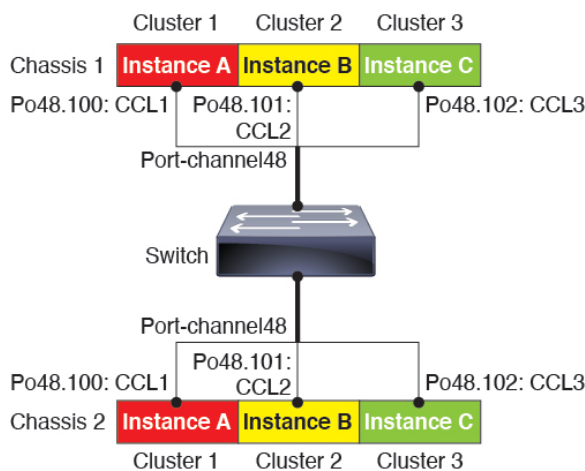 Cluster 1 Cluster 2 Cluster 3
Chassis 1 Instance A Instance B Instance C
Po48.100: CCL1 Po48.101: Po48.102: CCL3
CCL2
Port-channel48
Switch
Port-channel48
Po48.101:
Po48.100: CCL1 CCL2 Po48.102: CCL3
Chassis 2 Instance A Instance B Instance C
Cluster 1 Cluster 2 Cluster 3